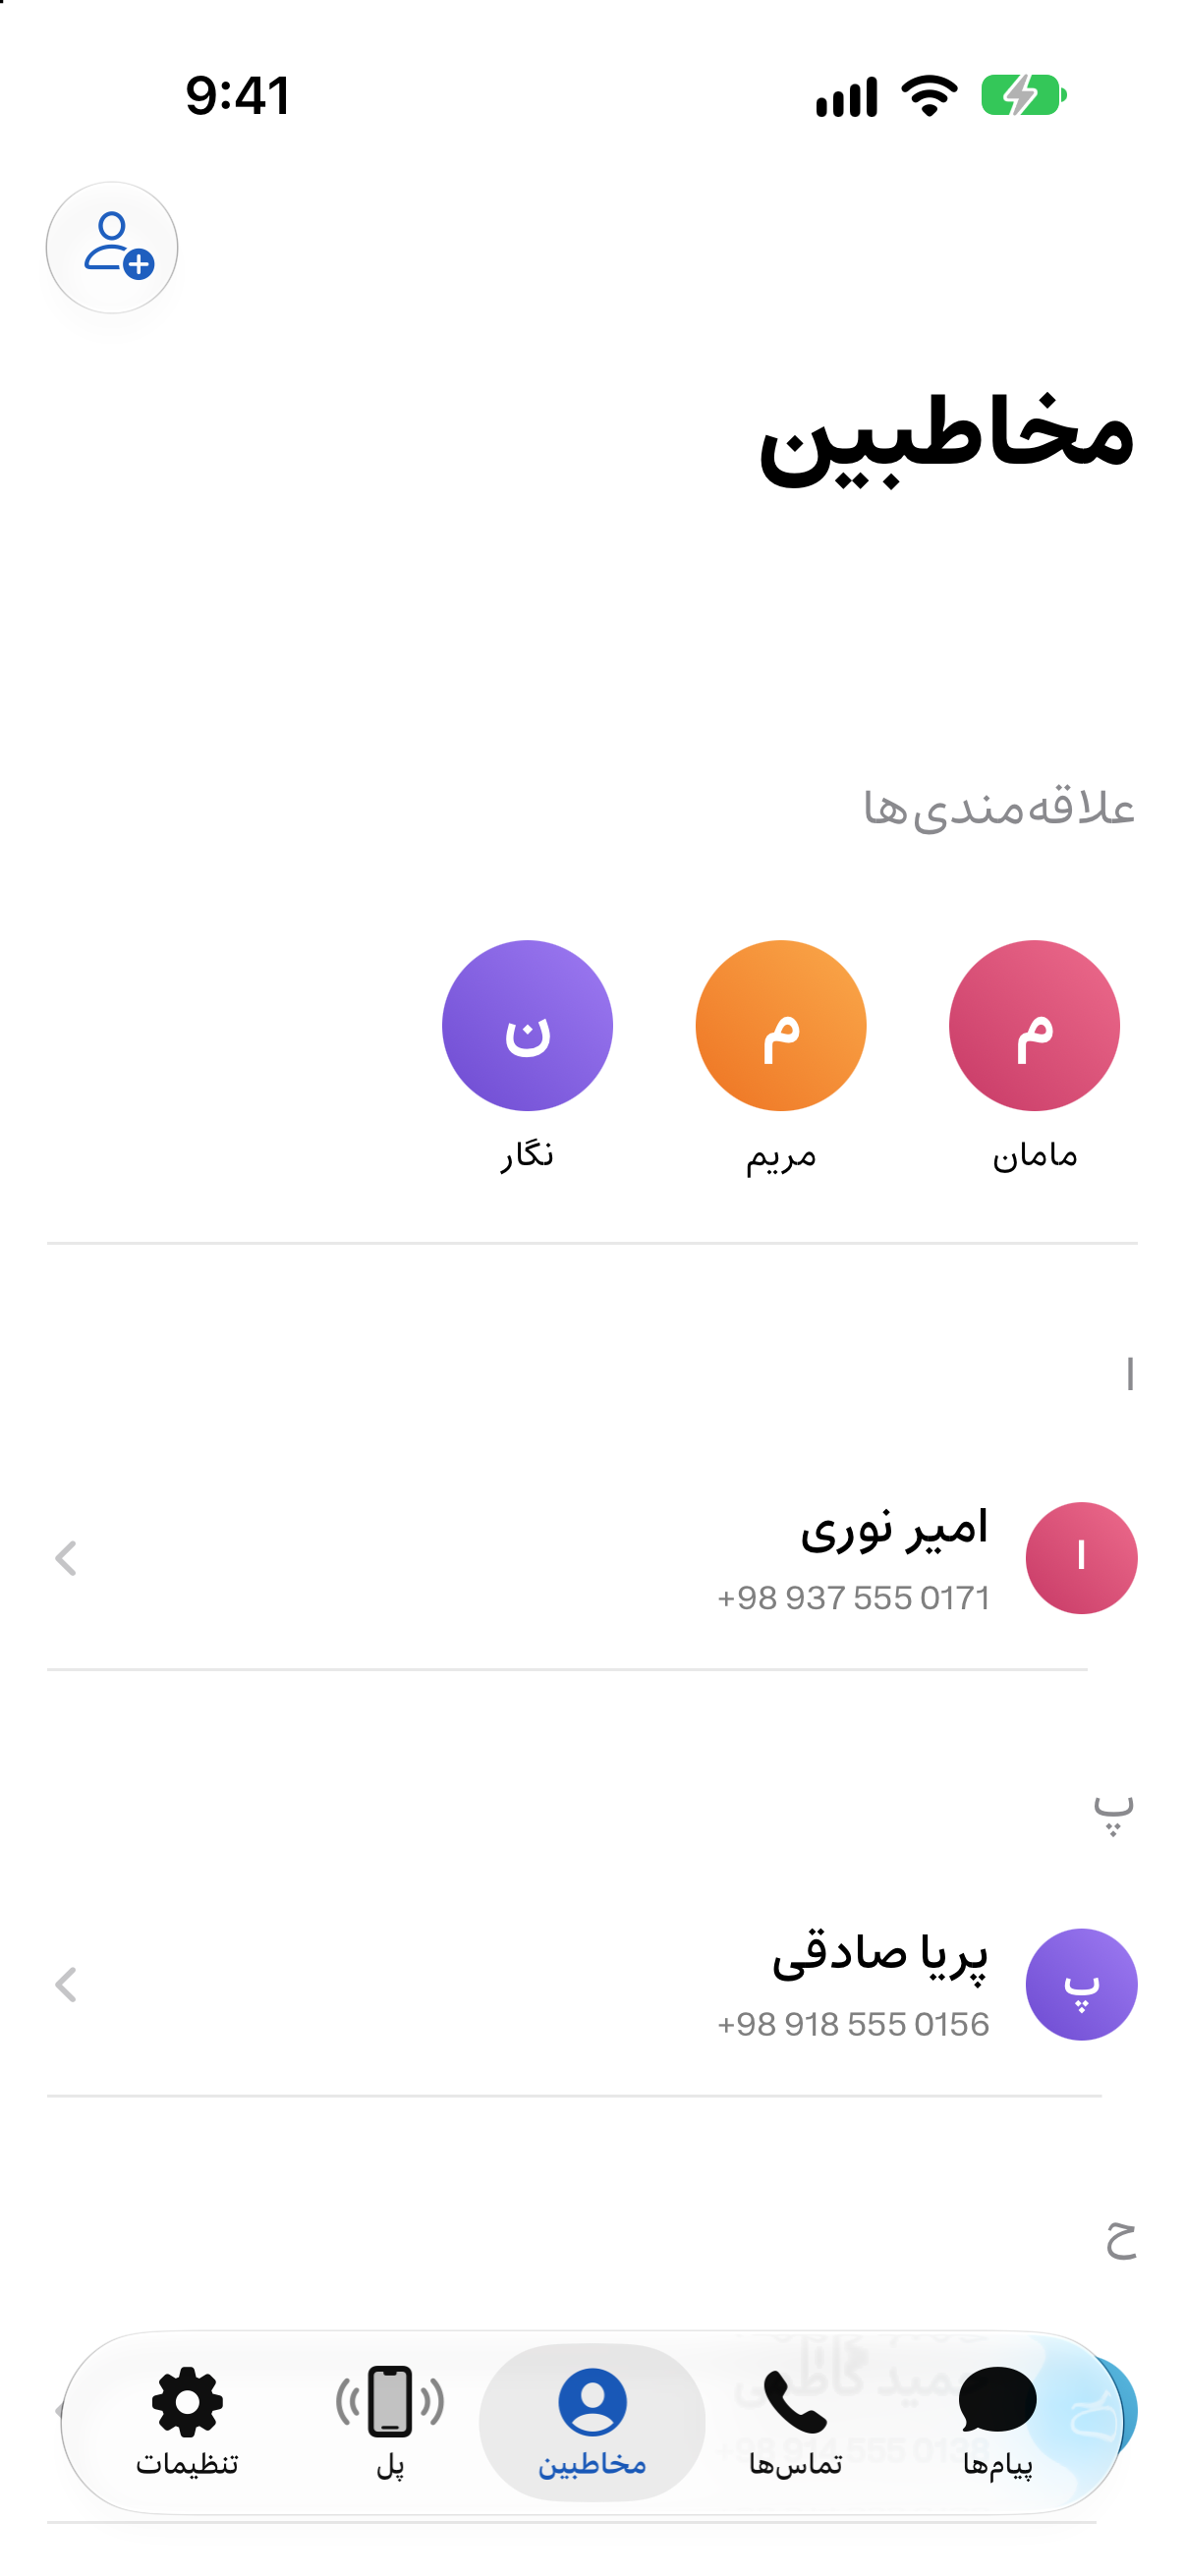 9:41
مخاطبین
علاقه‌مندی‌ها
م
م
ن
مامان
مریم
نگار
ا
ا
امیر نوری
+98 937 555 0171
پ
پ
پریا صادقی
+98 918 555 0156
ح
پیام‌ها
تماس‌ها
مخاطبین
پل
تنظیمات